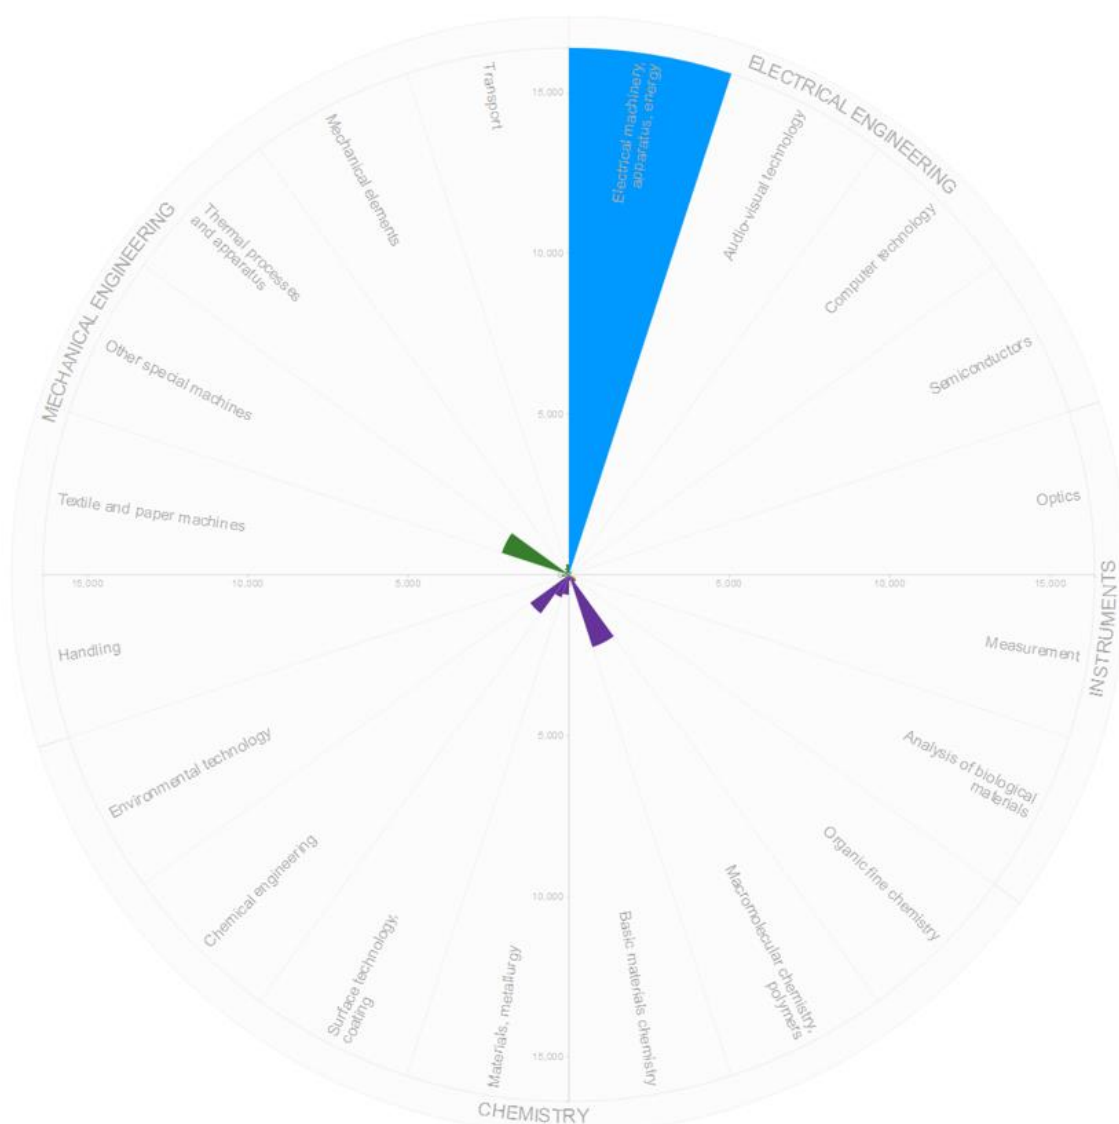 ELECTRICAL ENGINEERING
Electrical machinery,
apparatus, energy
Audio-visual technology
Computer technology
Semiconductors
INSTRUMENTS
Optics
Measurement
Analysis of biological
materials
CHEMISTRY
Organic fine chemistry
Macromolecular chemistry,
polymers
Basic materials chemistry
Materials, metallurgy
Surface technology,
coating
Chemical engineering
Environmental technology
MECHANICAL ENGINEERING
Handling
Textile and paper machines
Other special machines
Thermal processes
and apparatus
Mechanical elements
Transport
15,000
10,000
5,000
15,000
10,000
5,000
5,000
10,000
15,000
5,000
10,000
15,000